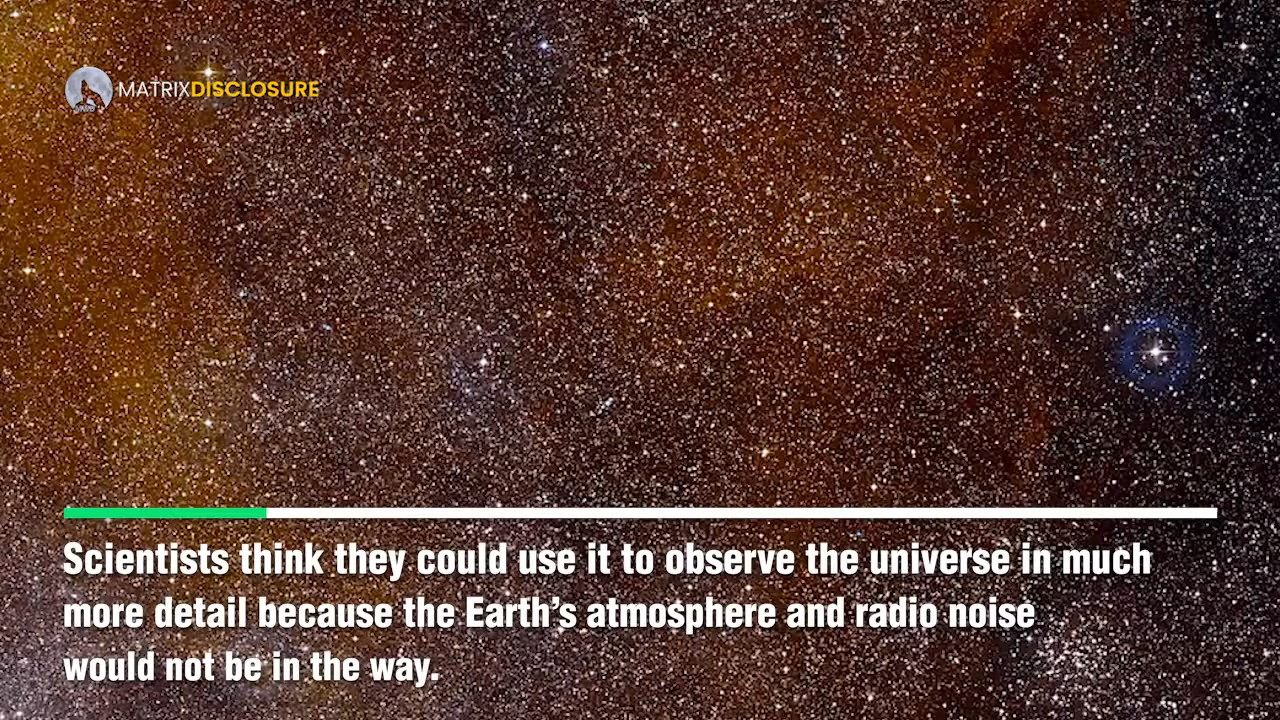 MATRIXDISCLOSURE
Scientists think they could use it to observe the universe in much
more detail because the Earth's atmosphere and radio noise
would not be in the way.